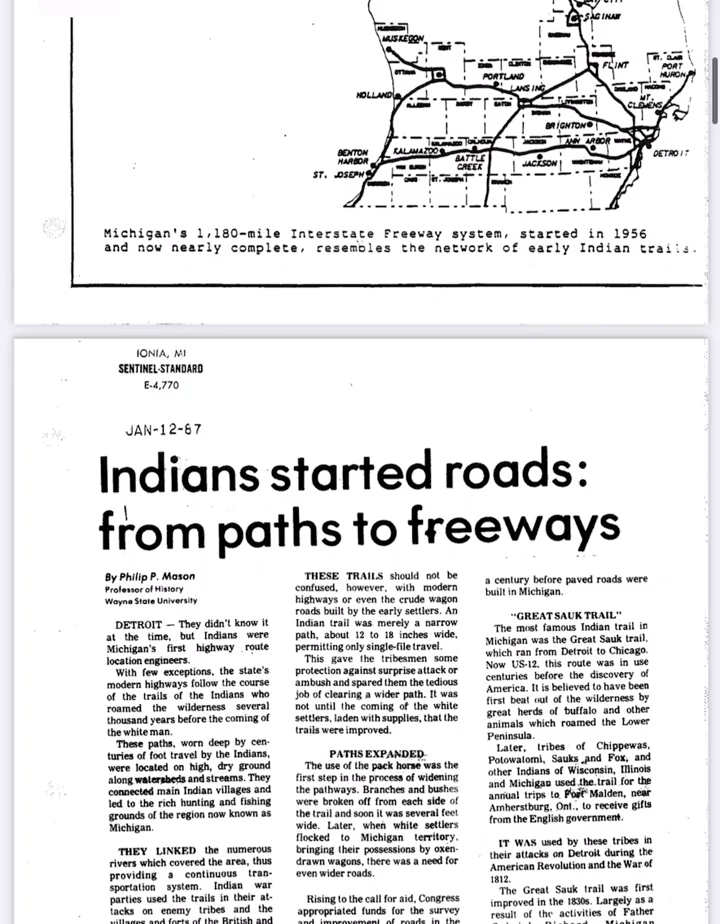 SAGINAW
MUSKEGON
FLINT
PORT
HURON
PORTLAND
LANSING
HOLLAND
MT.
CLEMENS
BRIGHTON
ANN ARBOR
KALAMAZOO
DETROIT
BENTON
HARBOR
BATTLE
CREEK
JACKSON
ST. JOSEPH
Michigan's 1,180-mile Interstate Freeway system, started in 1956
and now nearly complete, resembles the network of early Indian trails.
IONIA, MI
SENTINEL-STANDARD
E-4,770
JAN-12-67
Indians started roads:
from paths to freeways
By Philip P. Mason
Professor of History
Wayne State University
DETROIT — They didn't know it
at the time, but Indians were
Michigan's first highway route
location engineers.
With few exceptions, the state's
modern highways follow the course
of the trails of the Indians who
roamed the wilderness several
thousand years before the coming of
the white man.
These paths, worn deep by cen-
turies of foot travel by the Indians,
were located on high, dry ground
along watersheds and streams. They
connected main Indian villages and
led to the rich hunting and fishing
grounds of the region now known as
Michigan.
THEY LINKED the numerous
rivers which covered the area, thus
providing a continuous tran-
sportation system. Indian war
parties used the trails in their at-
tacks on enemy tribes and the
villages and forts of the British and
THESE TRAILS should not be
confused, however, with modern
highways or even the crude wagon
roads built by the early settlers. An
Indian trail was merely a narrow
path, about 12 to 18 inches wide,
permitting only single-file travel.
This gave the tribesmen some
protection against surprise attack or
ambush and spared them the tedious
job of clearing a wider path. It was
not until the coming of the white
settlers, laden with supplies, that the
trails were improved.
PATHS EXPANDED
The use of the pack horse was the
first step in the process of widening
the pathways. Branches and bushes
were broken off from each side of
the trail and soon it was several feet
wide. Later, when white settlers
flocked to Michigan territory,
bringing their possessions by oxen-
drawn wagons, there was a need for
even wider roads.
Rising to the call for aid, Congress
appropriated funds for the survey
and improvement of roads in the
a century before paved roads were
built in Michigan.
"GREAT SAUK TRAIL"
The most famous Indian trail in
Michigan was the Great Sauk trail,
which ran from Detroit to Chicago.
Now US-12, this route was in use
centuries before the discovery of
America. It is believed to have been
first beat out of the wilderness by
great herds of buffalo and other
animals which roamed the Lower
Peninsula.
Later, tribes of Chippewas,
Potowatomi, Sauks and Fox, and
other Indians of Wisconsin, Illinois
and Michigan used the trail for the
annual trips to Fort Malden, near
Amherstburg, Ont., to receive gifts
from the English government.
IT WAS used by these tribes in
their attacks on Detroit during the
American Revolution and the War of
1812.
The Great Sauk trail was first
improved in the 1830s. Largely as a
result of the activities of Father